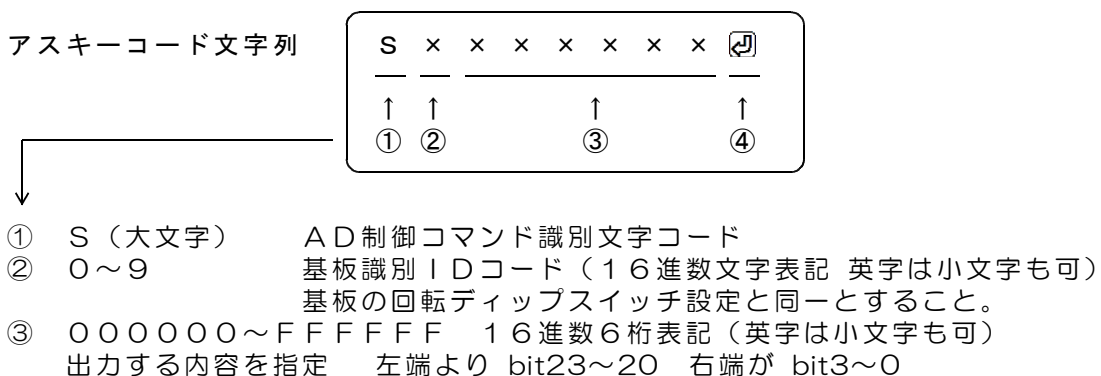 アスキーコード文字列
S × × × × × × × ⏎
↑ ↑ ↑ ↑
① ② ③ ④
① S（大文字） AD制御コマンド識別文字コード
② 0～9 基板識別IDコード（16進数文字表記 英字は小文字も可）
基板の回転ディップスイッチ設定と同一とすること。
③ 000000～FFFFFF 16進数6桁表記（英字は小文字も可）
出力する内容を指定 左端より bit23～20 右端が bit3～0